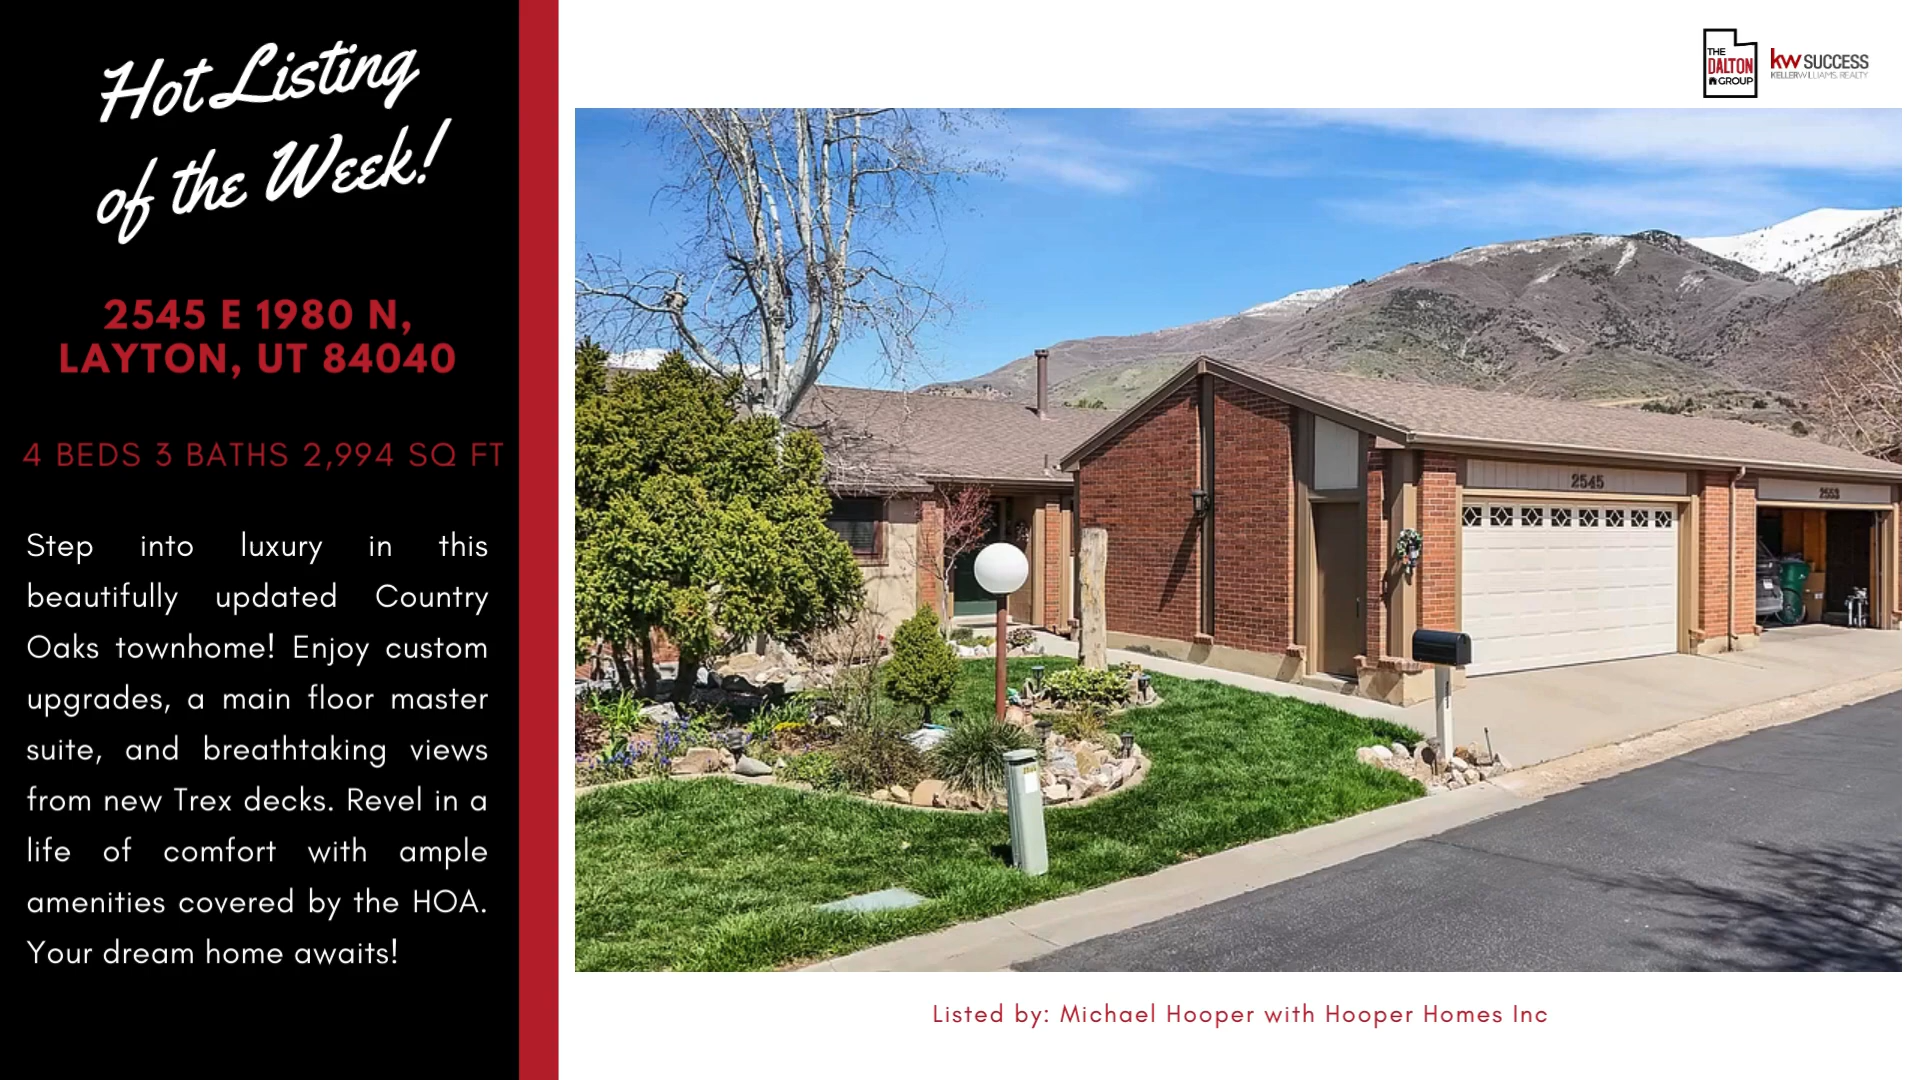 Hot Listing
of the Week!
2545 E 1980 N,
LAYTON, UT 84040
4 BEDS 3 BATHS 2,994 SQ FT
Step into luxury in this
beautifully updated Country
Oaks townhome! Enjoy custom
upgrades, a main floor master
suite, and breathtaking views
from new Trex decks. Revel in a
life of comfort with ample
amenities covered by the HOA.
Your dream home awaits!
THE
DALTON
GROUP
kw SUCCESS
KELLERWILLIAMS. REALTY
2545
2553
Listed by: Michael Hooper with Hooper Homes Inc